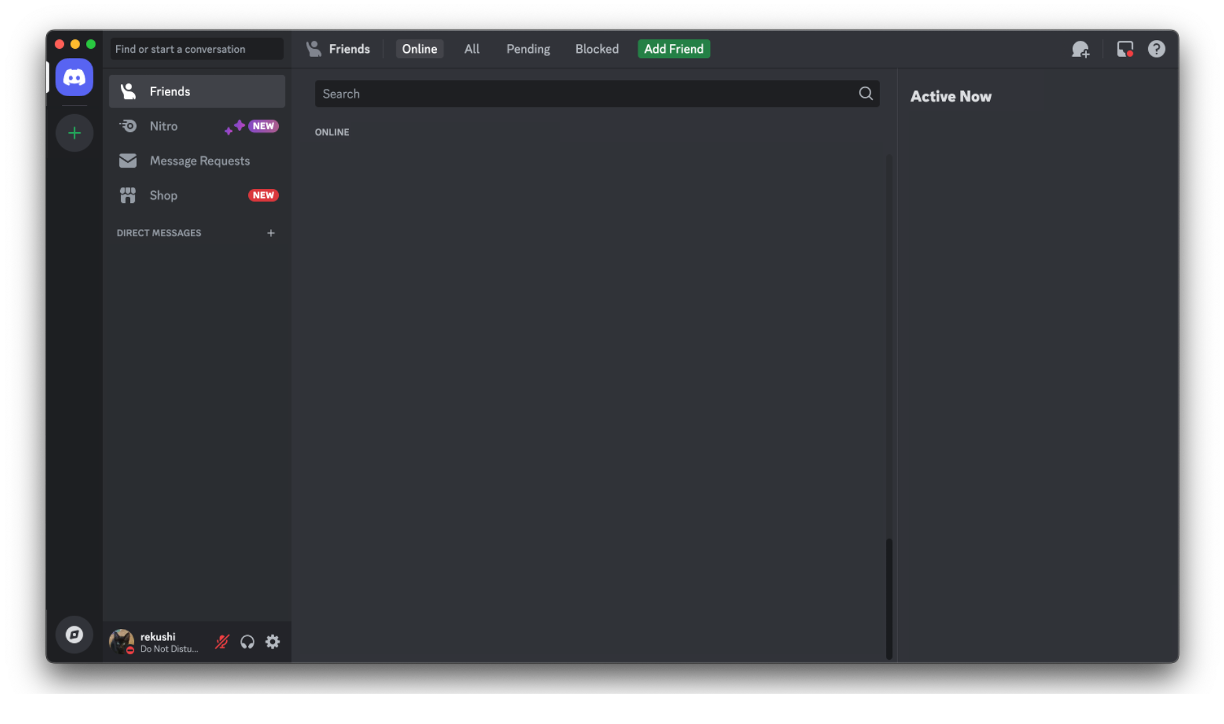 Find or start a conversation
Friends
Online
All
Pending
Blocked
Add Friend
Friends
Nitro
NEW
Message Requests
Shop
NEW
DIRECT MESSAGES
Search
ONLINE
Active Now
rekushi
Do Not Distu...